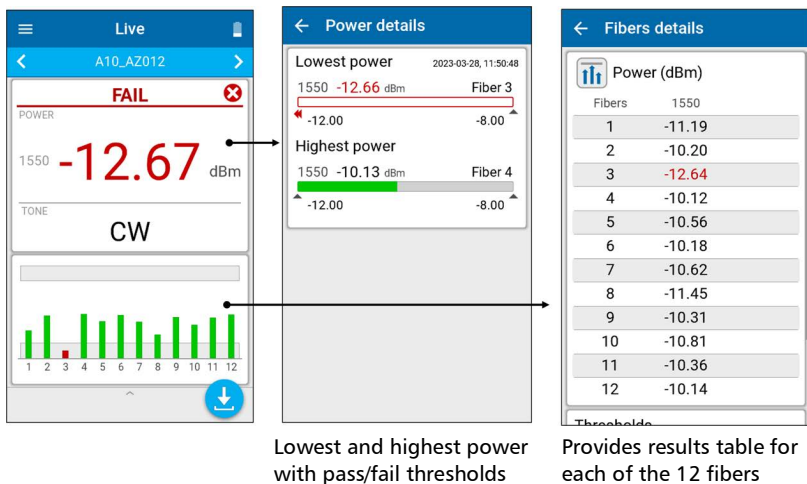 Live
A10_AZ012
FAIL
POWER
1550 -12.67 dBm
TONE
CW
1 2 3 4 5 6 7 8 9 10 11 12
Power details
Lowest power 2023-03-28, 11:50:48
1550 -12.66 dBm Fiber 3
-12.00 -8.00
Highest power
1550 -10.13 dBm Fiber 4
-12.00 -8.00
Lowest and highest power
with pass/fail thresholds
Fibers details
Power (dBm)
Fibers 1550
1 -11.19
2 -10.20
3 -12.64
4 -10.12
5 -10.56
6 -10.18
7 -10.62
8 -11.45
9 -10.31
10 -10.81
11 -10.36
12 -10.14
Thresholds
Provides results table for
each of the 12 fibers